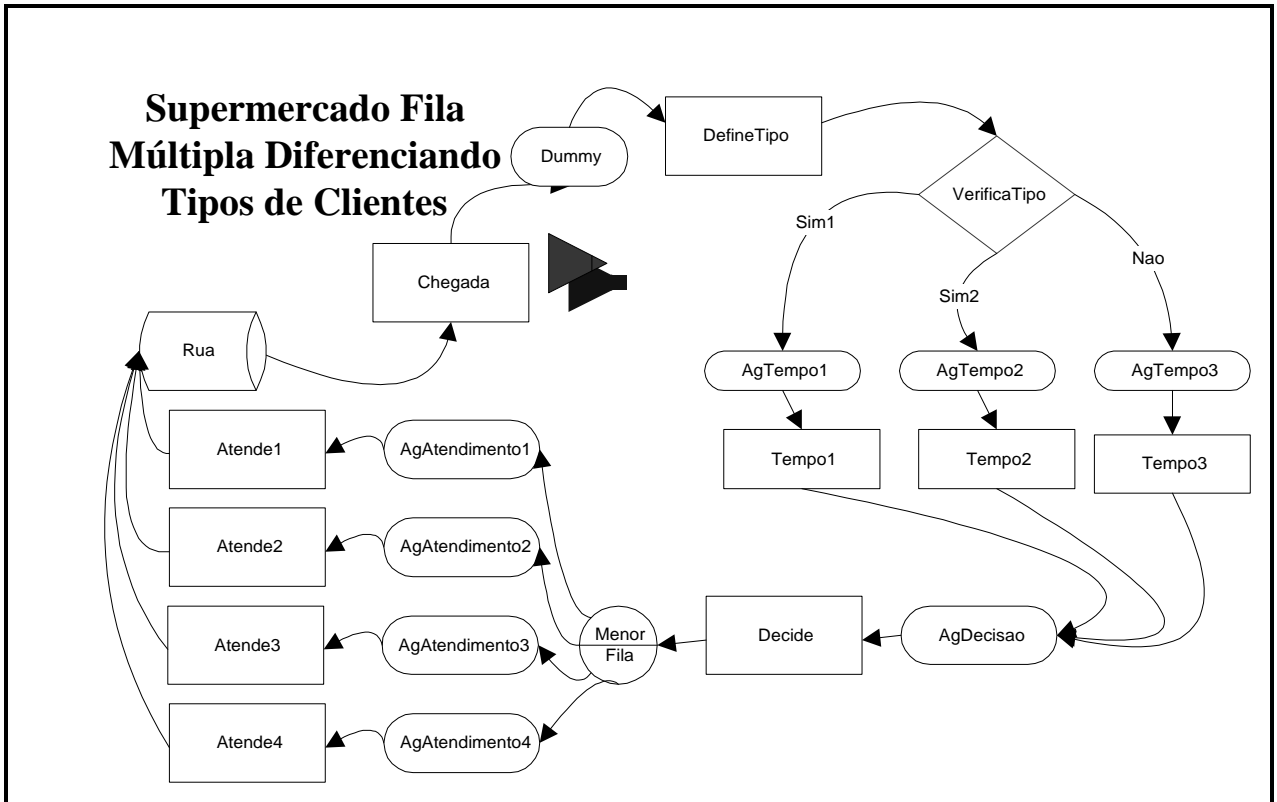 Supermercado Fila
Múltipla Diferenciando
Tipos de Clientes
Dummy
DefineTipo
VerificaTipo
Sim1
Sim2
Nao
Chegada
Rua
AgTempo1
AgTempo2
AgTempo3
Tempo1
Tempo2
Tempo3
Atende1
AgAtendimento1
Atende2
AgAtendimento2
Atende3
AgAtendimento3
Menor
Fila
Decide
AgDecisao
Atende4
AgAtendimento4